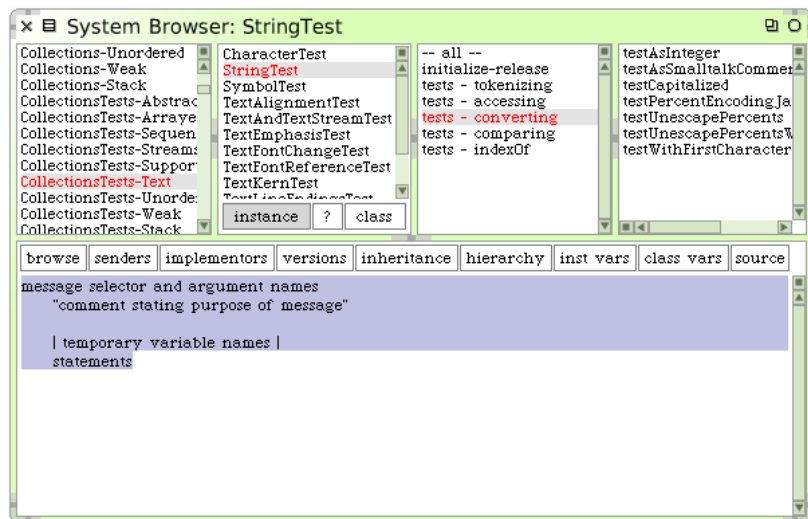 System Browser: StringTest
Collections-Unordered
Collections-Weak
Collections-Stack
CollectionsTests-Abstrac
CollectionsTests-Arraye
CollectionsTests-Sequen
CollectionsTests-Streams
CollectionsTests-Suppor
CollectionsTests-Text
CollectionsTests-Unorde
CollectionsTests-Weak
CollectionsTests-Stack
CharacterTest
StringTest
SymbolTest
TextAlignmentTest
TextAndTextStreamTest
TextEmphasisTest
TextFontChangeTest
TextFontReferenceTest
TextKernTest
TextLineEndingsTest
instance ? class
-- all --
initialize-release
tests - tokenizing
tests - accessing
tests - converting
tests - comparing
tests - indexOf
testAsInteger
testAsSmalltalkCommen
testCapitalized
testPercentEncodingJa
testUnescapePercents
testUnescapePercentsW
testWithFirstCharacter
browse senders implementors versions inheritance hierarchy inst vars class vars source
message selector and argument names
"comment stating purpose of message"
| temporary variable names |
statements